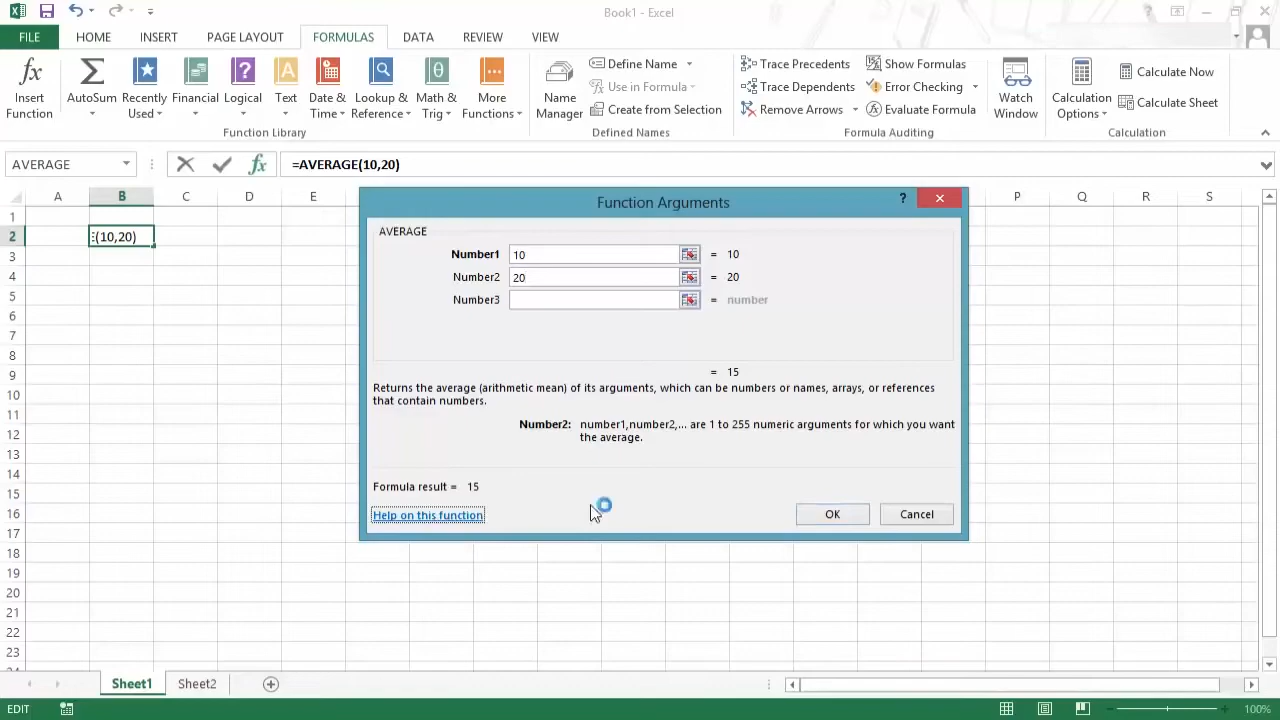 Book1 - Excel
FILE HOME INSERT PAGE LAYOUT FORMULAS DATA REVIEW VIEW
Insert Function
AutoSum
Recently Used
Financial
Logical
Text
Date & Time
Lookup & Reference
Math & Trig
More Functions
Function Library
Name Manager
Define Name
Use in Formula
Create from Selection
Defined Names
Trace Precedents
Trace Dependents
Remove Arrows
Show Formulas
Error Checking
Evaluate Formula
Formula Auditing
Watch Window
Calculation Options
Calculate Now
Calculate Sheet
Calculation
AVERAGE fx =AVERAGE(10,20)
A B C D E P Q R S
1
2 (10,20)
3
4
5
6
7
8
9
10
11
12
13
14
15
16
17
18
19
20
21
22
23
Function Arguments
AVERAGE
Number1 10 = 10
Number2 20 = 20
Number3 = number
= 15
Returns the average (arithmetic mean) of its arguments, which can be numbers or names, arrays, or references
that contain numbers.
Number2: number1,number2,... are 1 to 255 numeric arguments for which you want
the average.
Formula result = 15
Help on this function OK Cancel
Sheet1 Sheet2
EDIT 100%